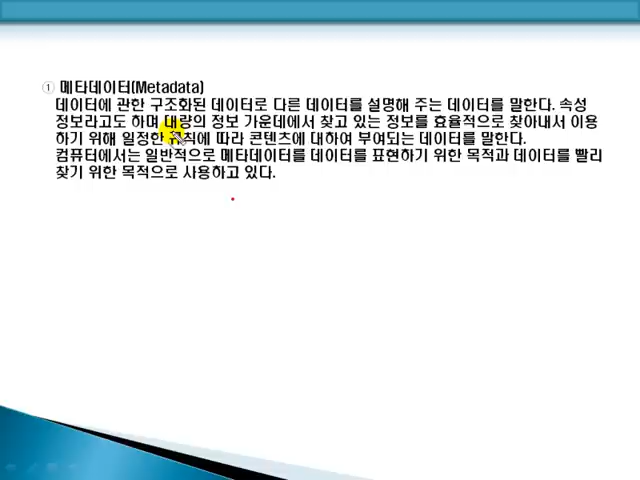 ① 메타데이터(Metadata)
데이터에 관한 구조화된 데이터로 다른 데이터를 설명해 주는 데이터를 말한다. 속성
정보라고도 하며 대량의 정보 가운데에서 찾고 있는 정보를 효율적으로 찾아내서 이용
하기 위해 일정한 규칙에 따라 콘텐츠에 대하여 부여되는 데이터를 말한다.
컴퓨터에서는 일반적으로 메타데이터를 데이터를 표현하기 위한 목적과 데이터를 빨리
찾기 위한 목적으로 사용하고 있다.